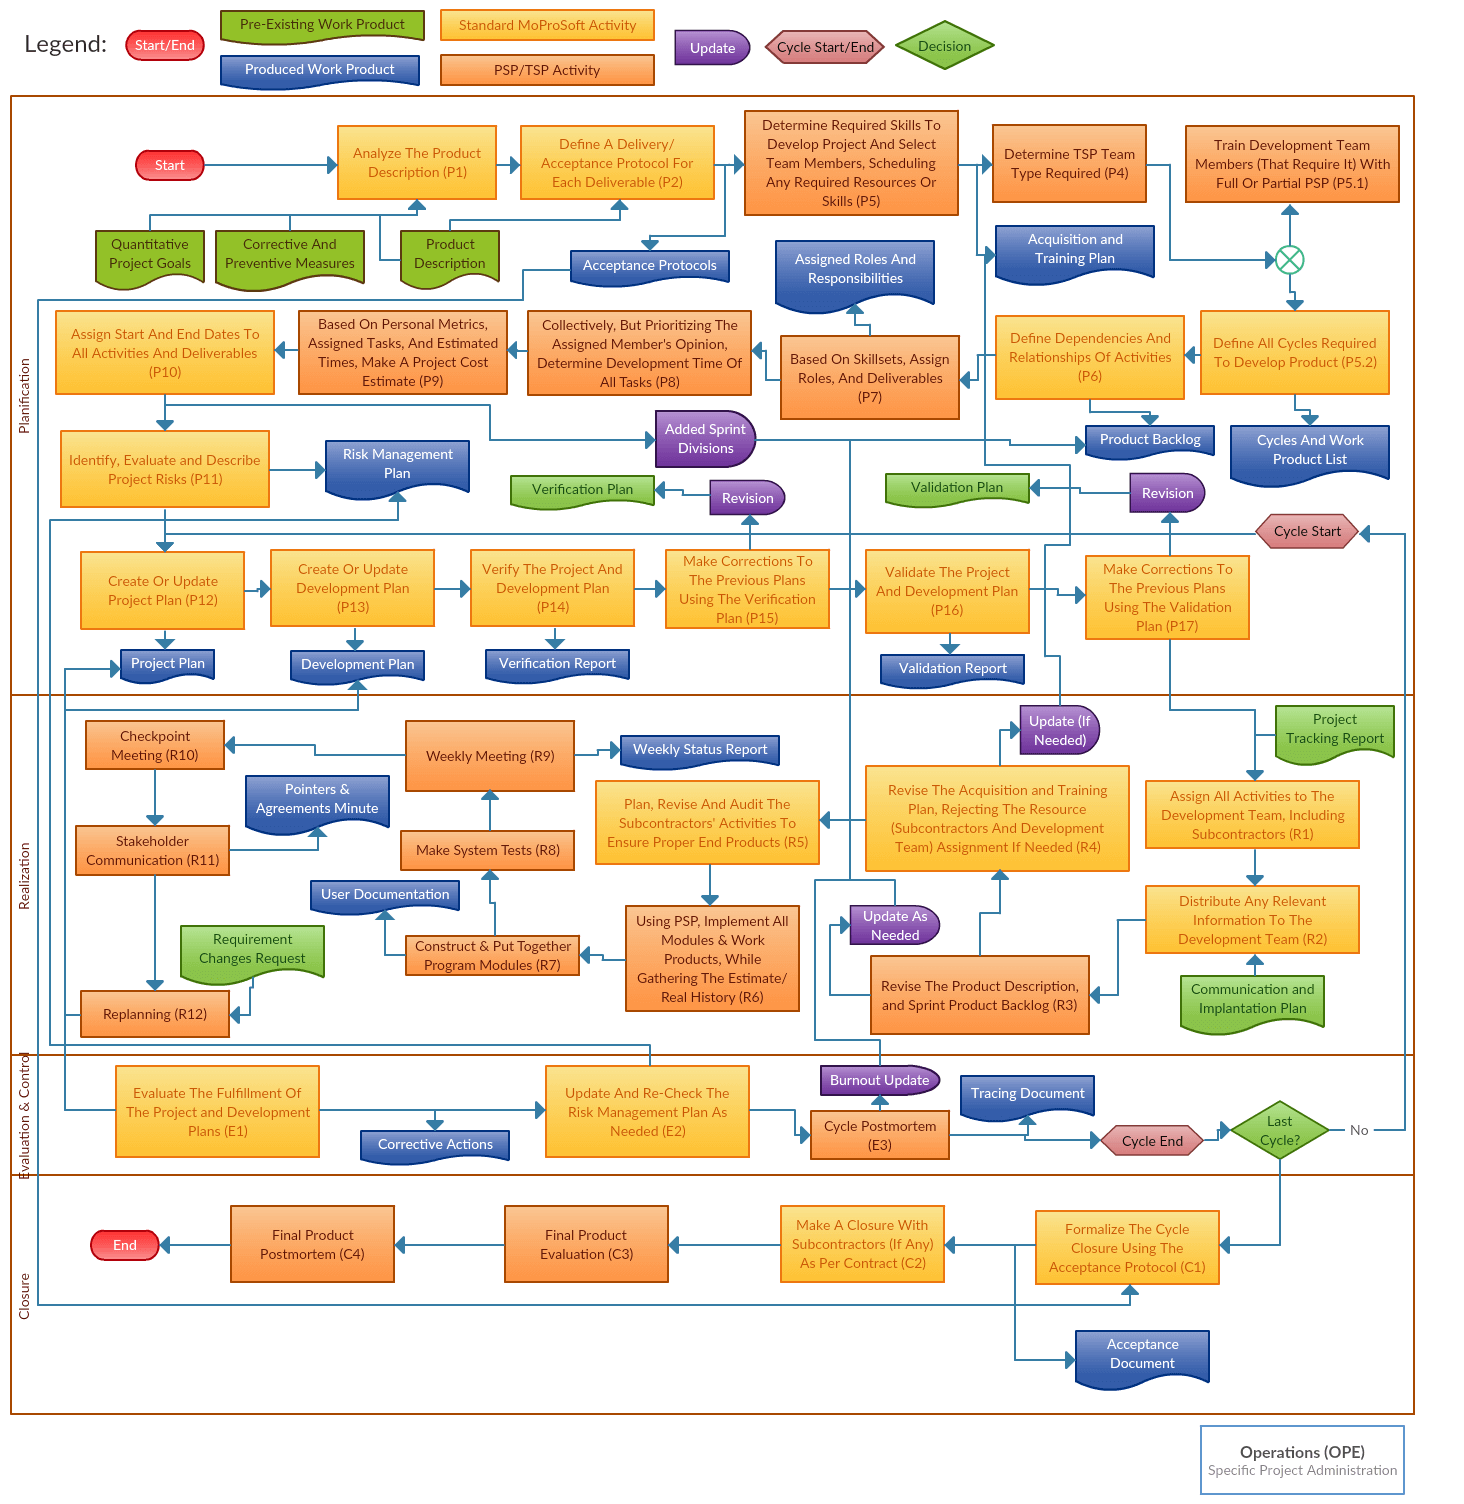 Legend:
Start/End
Pre-Existing Work Product
Produced Work Product
Standard MoProSoft Activity
PSP/TSP Activity
Update
Cycle Start/End
Decision
Planification
Start
Analyze The Product
Description (P1)
Define A Delivery/
Acceptance Protocol For
Each Deliverable (P2)
Determine Required Skills To
Develop Project And Select
Team Members, Scheduling
Any Required Resources Or
Skills (P5)
Determine TSP Team
Type Required (P4)
Train Development Team
Members (That Require It) With
Full Or Partial PSP (P5.1)
Quantitative
Project Goals
Corrective And
Preventive Measures
Product
Description
Acceptance Protocols
Assigned Roles And
Responsibilities
Acquisition and
Training Plan
Assign Start And End Dates To
All Activities And Deliverables
(P10)
Based On Personal Metrics,
Assigned Tasks, And Estimated
Times, Make A Project Cost
Estimate (P9)
Collectively, But Prioritizing The
Assigned Member's Opinion,
Determine Development Time Of
All Tasks (P8)
Based On Skillsets, Assign
Roles, And Deliverables
(P7)
Define Dependencies And
Relationships Of Activities
(P6)
Define All Cycles Required
To Develop Product (P5.2)
Identify, Evaluate and Describe
Project Risks (P11)
Risk Management
Plan
Added Sprint
Divisions
Product Backlog
Cycles And Work
Product List
Verification Plan
Revision
Validation Plan
Revision
Cycle Start
Create Or Update
Project Plan (P12)
Create Or Update
Development Plan
(P13)
Verify The Project And
Development Plan
(P14)
Make Corrections To
The Previous Plans
Using The Verification
Plan (P15)
Validate The Project
And Development Plan
(P16)
Make Corrections To
The Previous Plans
Using The Validation
Plan (P17)
Project Plan
Development Plan
Verification Report
Validation Report
Realization
Checkpoint
Meeting (R10)
Weekly Meeting (R9)
Weekly Status Report
Update (If
Needed)
Project
Tracking Report
Pointers &
Agreements Minute
Plan, Revise And Audit The
Subcontractors' Activities To
Ensure Proper End Products (R5)
Revise The Acquisition and Training
Plan, Rejecting The Resource
(Subcontractors And Development
Team) Assignment If Needed (R4)
Assign All Activities to The
Development Team, Including
Subcontractors (R1)
Stakeholder
Communication (R11)
Make System Tests (R8)
User Documentation
Using PSP, Implement All
Modules & Work
Products, While
Gathering The Estimate/
Real History (R6)
Update As
Needed
Distribute Any Relevant
Information To The
Development Team (R2)
Requirement
Changes Request
Construct & Put Together
Program Modules (R7)
Revise The Product Description,
and Sprint Product Backlog (R3)
Communication and
Implantation Plan
Replanning (R12)
Evaluation & Control
Evaluate The Fulfillment Of
The Project and Development
Plans (E1)
Corrective Actions
Update And Re-Check The
Risk Management Plan As
Needed (E2)
Burnout Update
Cycle Postmortem
(E3)
Tracing Document
Cycle End
Last
Cycle?
No
Closure
End
Final Product
Postmortem (C4)
Final Product
Evaluation (C3)
Make A Closure With
Subcontractors (If Any)
As Per Contract (C2)
Formalize The Cycle
Closure Using The
Acceptance Protocol (C1)
Acceptance
Document
Operations (OPE)
Specific Project Administration